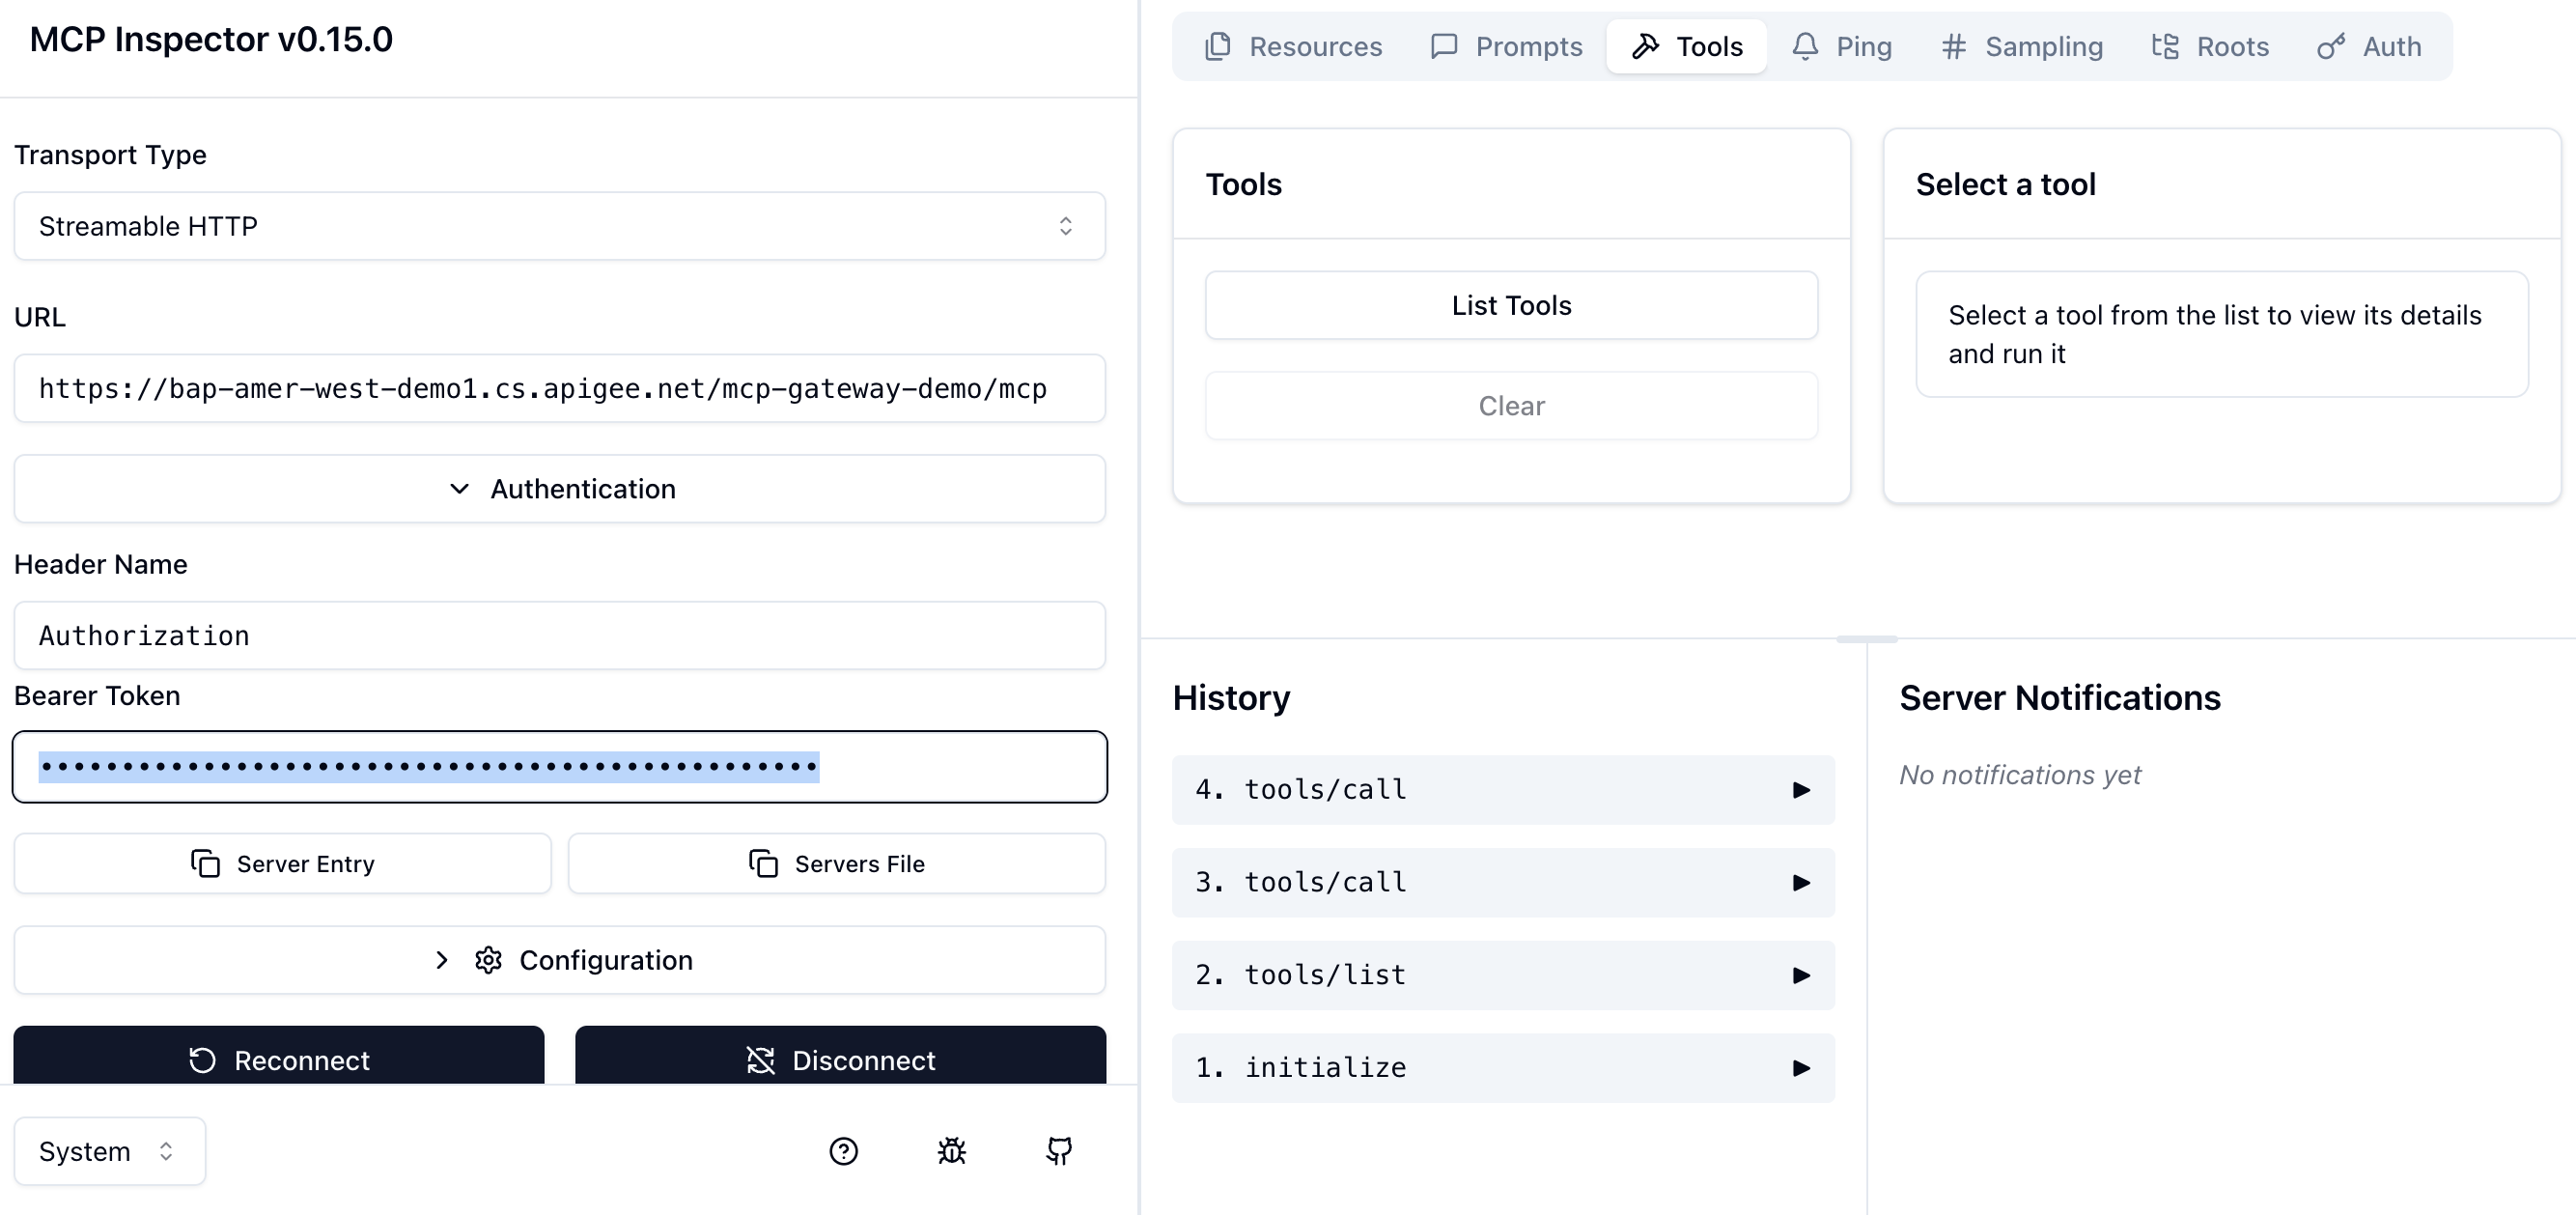 MCP Inspector v0.15.0
Transport Type
Streamable HTTP
URL
https://bap-amer-west-demo1.cs.apigee.net/mcp-gateway-demo/mcp
Authentication
Header Name
Authorization
Bearer Token
••••••••••••••••••••••••••••••••••••••••••••••••
Server Entry
Servers File
Configuration
Reconnect
Disconnect
System
Resources
Prompts
Tools
Ping
Sampling
Roots
Auth
Tools
List Tools
Clear
Select a tool
Select a tool from the list to view its details
and run it
History
4. tools/call
3. tools/call
2. tools/list
1. initialize
Server Notifications
No notifications yet